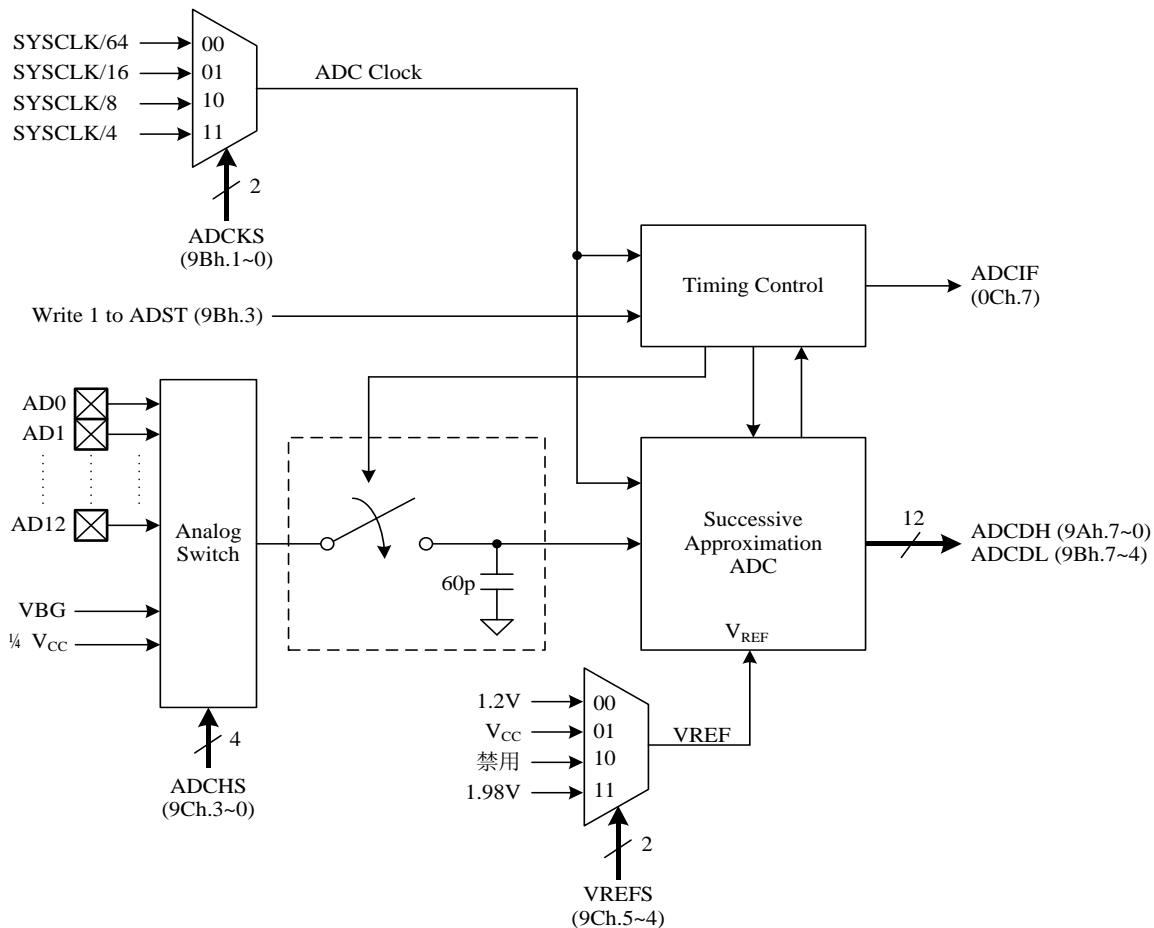 SYSCLK/64
00
SYSCLK/16
01
SYSCLK/8
10
SYSCLK/4
11
ADC Clock
2
ADCKS
(9Bh.1~0)
Timing Control
ADCIF
(0Ch.7)
Write 1 to ADST (9Bh.3)
AD0
AD1
AD12
VBG
¼ VCC
Analog
Switch
4
ADCHS
(9Ch.3~0)
60p
Successive
Approximation
ADC
VREF
12
ADCDH (9Ah.7~0)
ADCDL (9Bh.7~4)
1.2V
00
VCC
01
禁用
10
1.98V
11
VREF
2
VREFS
(9Ch.5~4)